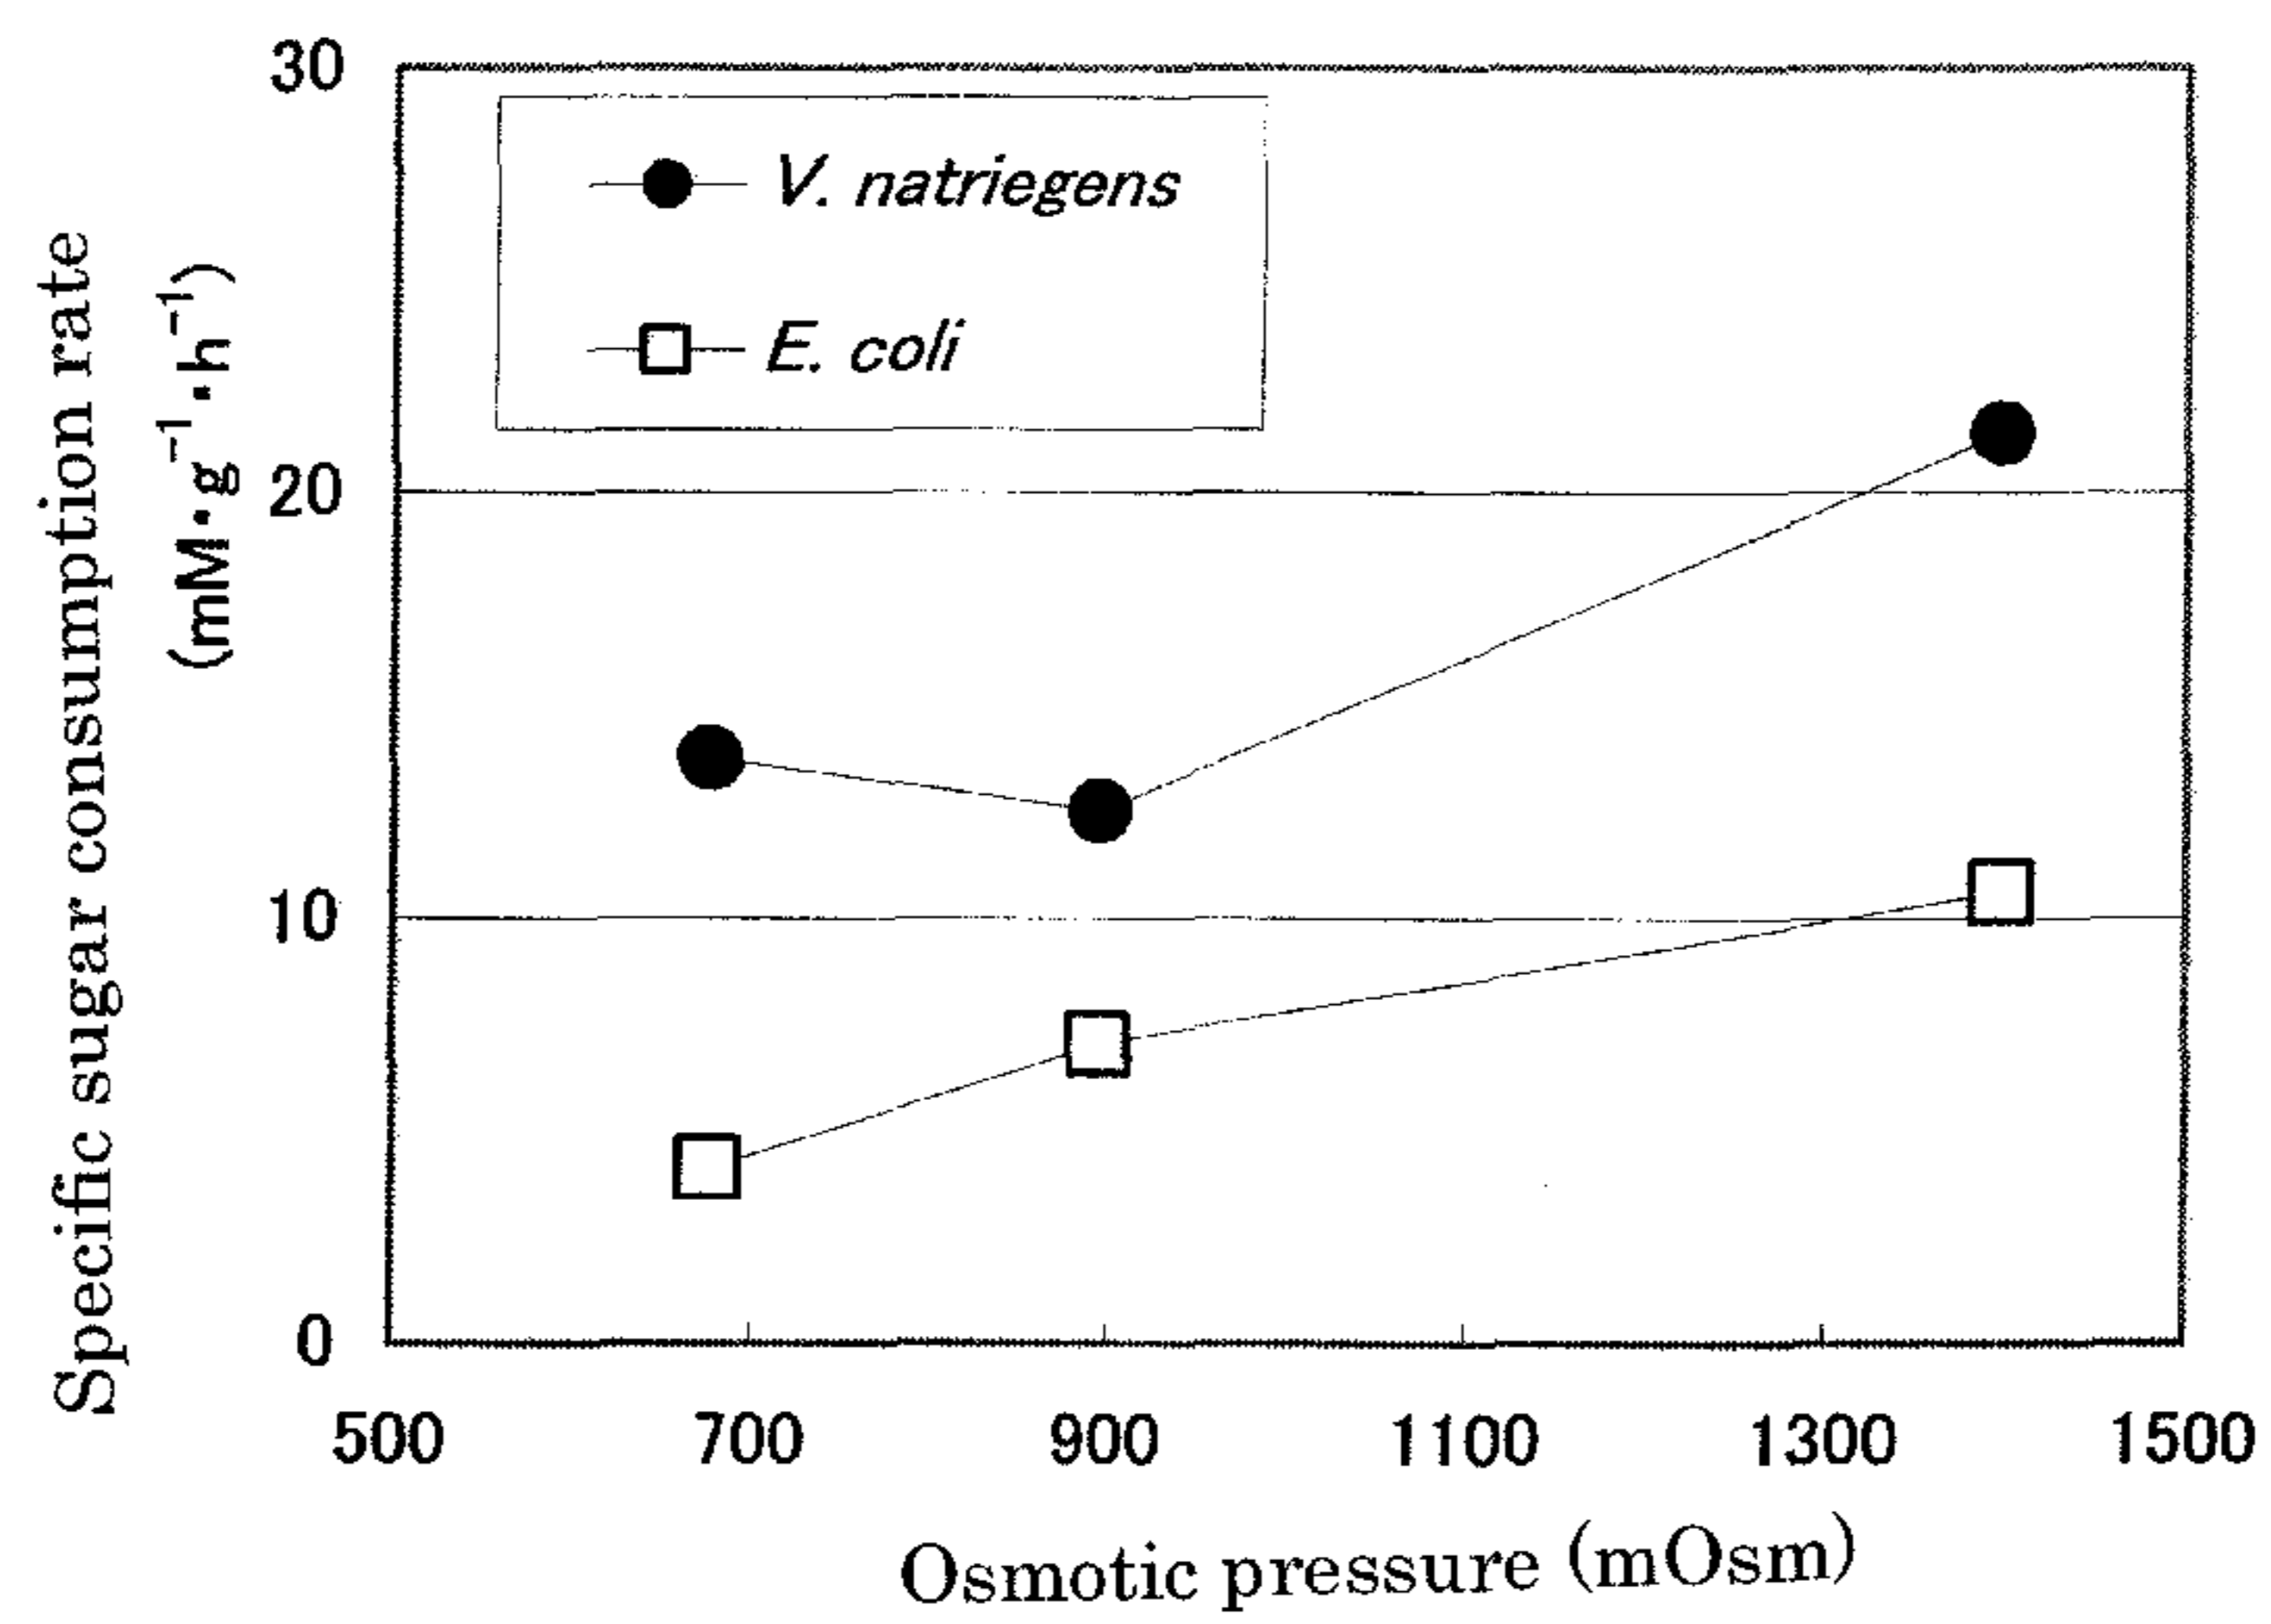 Specific sugar consumption rate
(mM·g⁻¹·h⁻¹)
30
20
10
0
V. natriegens
E. coli
500 700 900 1100 1300 1500
Osmotic pressure (mOsm)